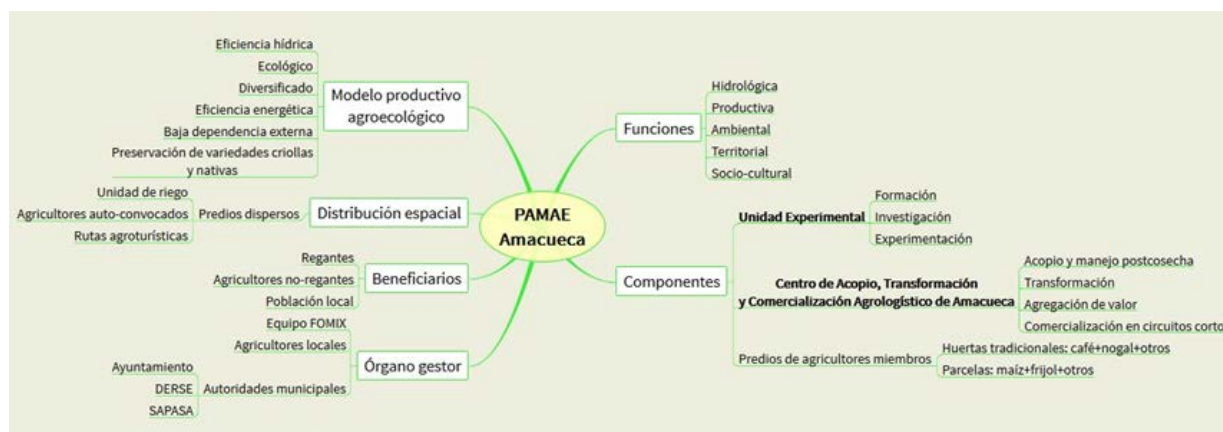 Eficiencia hídrica
Ecológico
Diversificado
Eficiencia energética
Baja dependencia externa
Preservación de variedades criollas
y nativas
Modelo productivo
agroecológico
Unidad de riego
Agricultores auto-convocados
Rutas agroturísticas
Predios dispersos
Distribución espacial
Regantes
Agricultores no-regantes
Población local
Beneficiarios
Equipo FOMIX
Agricultores locales
Ayuntamiento
DERSE
SAPASA
Autoridades municipales
Órgano gestor
PAMAE
Amacueca
Funciones
Hidrológica
Productiva
Ambiental
Territorial
Socio-cultural
Componentes
Unidad Experimental
Formación
Investigación
Experimentación
Centro de Acopio, Transformación
y Comercialización Agrologístico de Amacueca
Acopio y manejo postcosecha
Transformación
Agregación de valor
Comercialización en circuitos corto
Predios de agricultores miembros
Huertas tradicionales: café+nogal+otros
Parcelas: maíz+frijol+otros